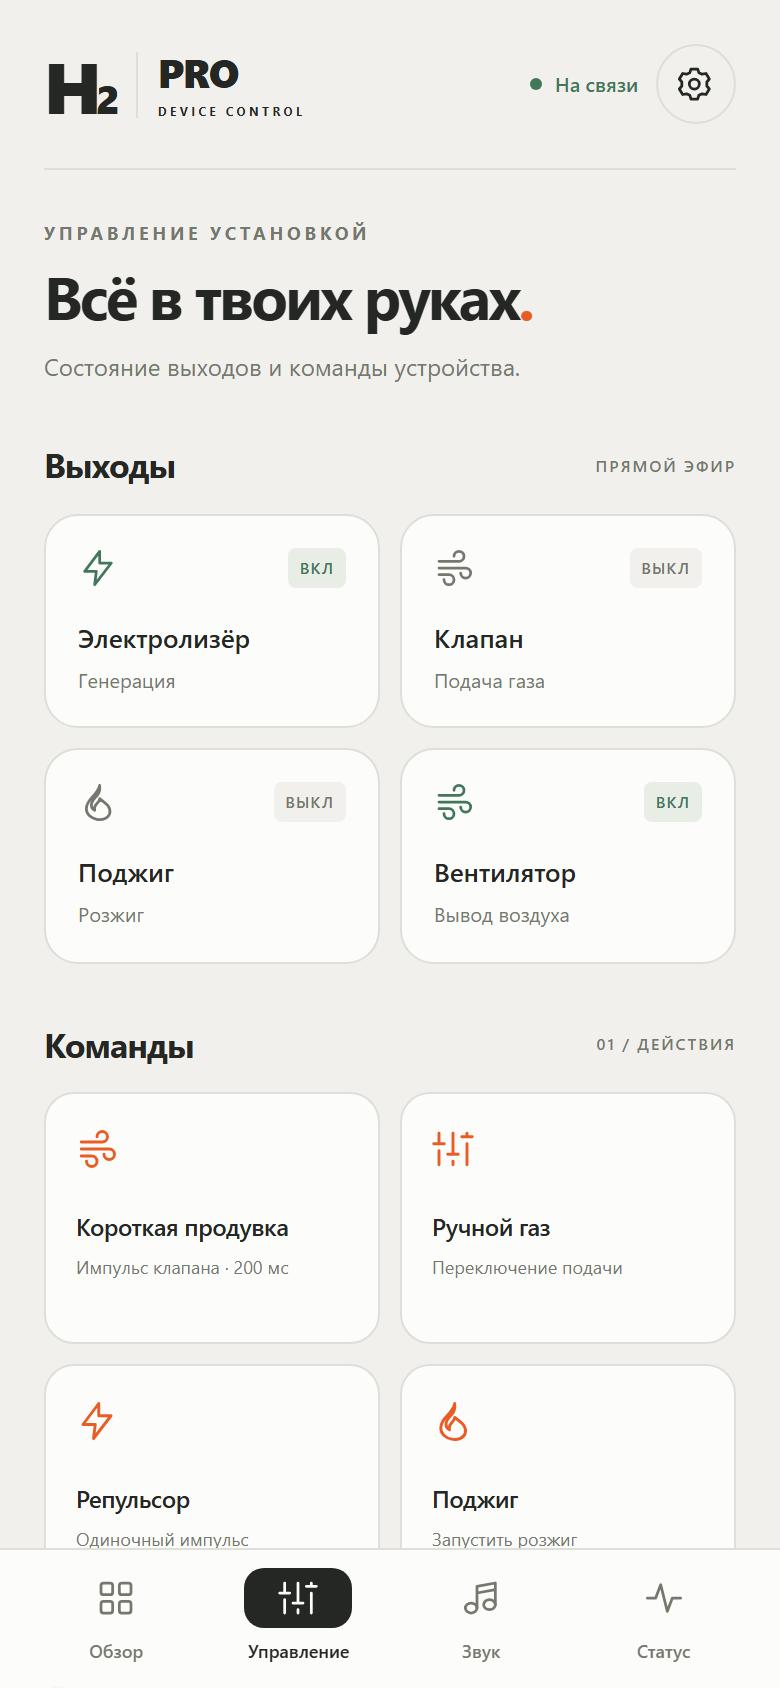 H2 PRO
DEVICE CONTROL
На связи
УПРАВЛЕНИЕ УСТАНОВКОЙ
Всё в твоих руках.
Состояние выходов и команды устройства.
Выходы
ПРЯМОЙ ЭФИР
ВКЛ
Электролизёр
Генерация
ВЫКЛ
Клапан
Подача газа
ВЫКЛ
Поджиг
Розжиг
ВКЛ
Вентилятор
Вывод воздуха
Команды
01 / ДЕЙСТВИЯ
Короткая продувка
Импульс клапана · 200 мс
Ручной газ
Переключение подачи
Репульсор
Одиночный импульс
Поджиг
Запустить розжиг
Обзор
Управление
Звук
Статус